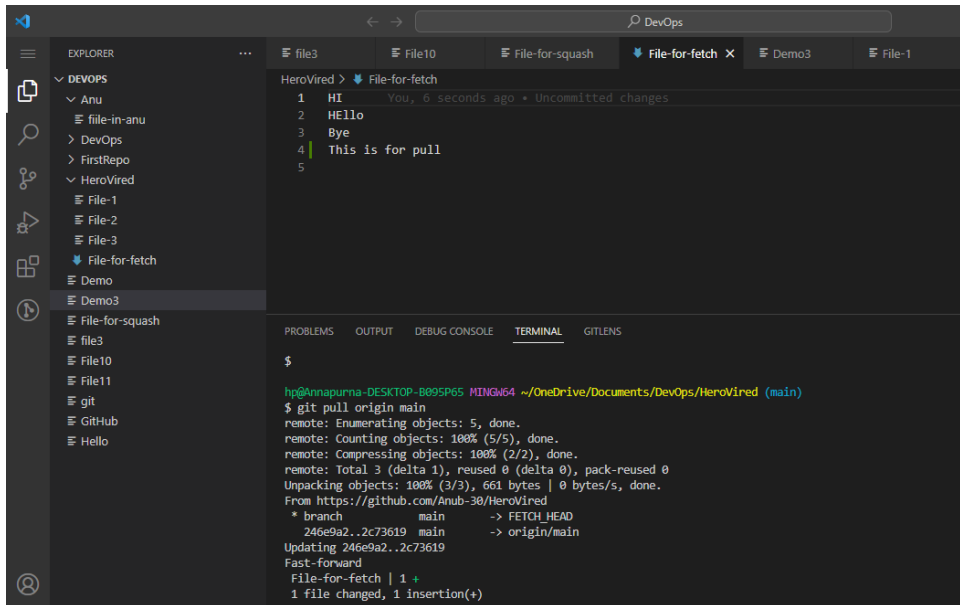 DevOps
EXPLORER ...
file3 File10 File-for-squash File-for-fetch Demo3 File-1
DEVOPS
Anu
fiile-in-anu
DevOps
FirstRepo
HeroVired
File-1
File-2
File-3
File-for-fetch
Demo
Demo3
File-for-squash
file3
File10
File11
git
GitHub
Hello
HeroVired > File-for-fetch
1 HI You, 6 seconds ago • Uncommitted changes
2 HEllo
3 Bye
4 This is for pull
5
PROBLEMS OUTPUT DEBUG CONSOLE TERMINAL GITLENS
$
hp@Annapurna-DESKTOP-B095P65 MINGW64 ~/OneDrive/Documents/DevOps/HeroVired (main)
$ git pull origin main
remote: Enumerating objects: 5, done.
remote: Counting objects: 100% (5/5), done.
remote: Compressing objects: 100% (2/2), done.
remote: Total 3 (delta 1), reused 0 (delta 0), pack-reused 0
Unpacking objects: 100% (3/3), 661 bytes | 0 bytes/s, done.
From https://github.com/Anub-30/HeroVired
* branch main -> FETCH_HEAD
246e9a2..2c73619 main -> origin/main
Updating 246e9a2..2c73619
Fast-forward
File-for-fetch | 1 +
1 file changed, 1 insertion(+)